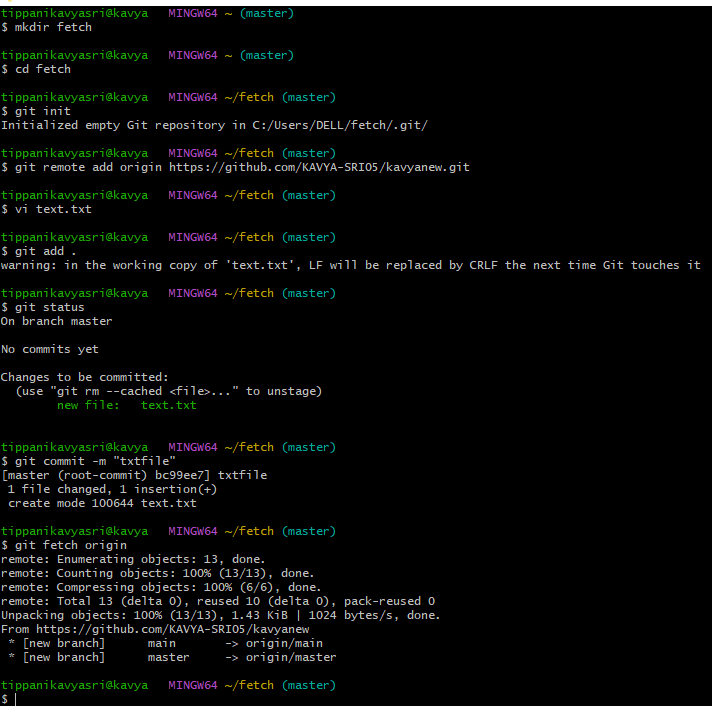 tippanikavyasri@kavya MINGW64 ~ (master)
$ mkdir fetch
tippanikavyasri@kavya MINGW64 ~ (master)
$ cd fetch
tippanikavyasri@kavya MINGW64 ~/fetch (master)
$ git init
Initialized empty Git repository in C:/Users/DELL/fetch/.git/
tippanikavyasri@kavya MINGW64 ~/fetch (master)
$ git remote add origin https://github.com/KAVYA-SRI05/kavyanew.git
tippanikavyasri@kavya MINGW64 ~/fetch (master)
$ vi text.txt
tippanikavyasri@kavya MINGW64 ~/fetch (master)
$ git add .
warning: in the working copy of 'text.txt', LF will be replaced by CRLF the next time Git touches it
tippanikavyasri@kavya MINGW64 ~/fetch (master)
$ git status
On branch master
No commits yet
Changes to be committed:
  (use "git rm --cached <file>..." to unstage)
        new file:   text.txt
tippanikavyasri@kavya MINGW64 ~/fetch (master)
$ git commit -m "txtfile"
[master (root-commit) bc99ee7] txtfile
 1 file changed, 1 insertion(+)
 create mode 100644 text.txt
tippanikavyasri@kavya MINGW64 ~/fetch (master)
$ git fetch origin
remote: Enumerating objects: 13, done.
remote: Counting objects: 100% (13/13), done.
remote: Compressing objects: 100% (6/6), done.
remote: Total 13 (delta 0), reused 10 (delta 0), pack-reused 0
Unpacking objects: 100% (13/13), 1.43 KiB | 1024 bytes/s, done.
From https://github.com/KAVYA-SRI05/kavyanew
 * [new branch]      main       -> origin/main
 * [new branch]      master     -> origin/master
tippanikavyasri@kavya MINGW64 ~/fetch (master)
$